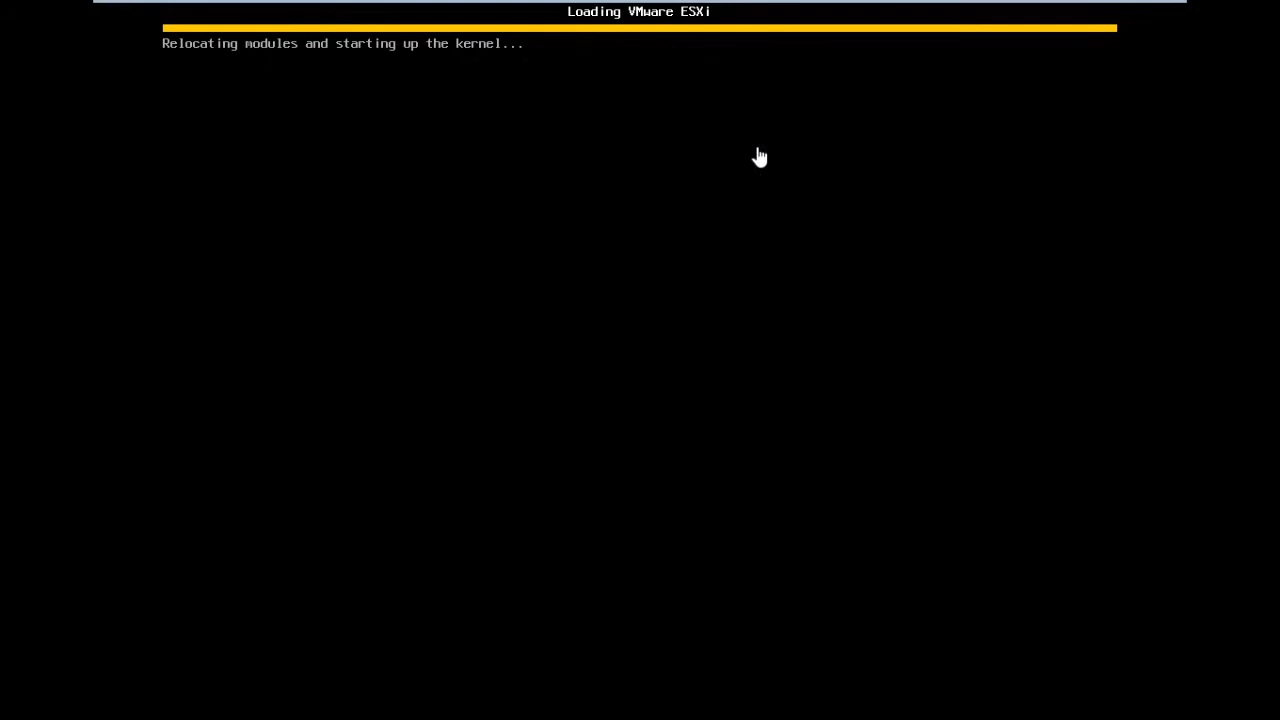 Loading VMware ESXi
Relocating modules and starting up the kernel...